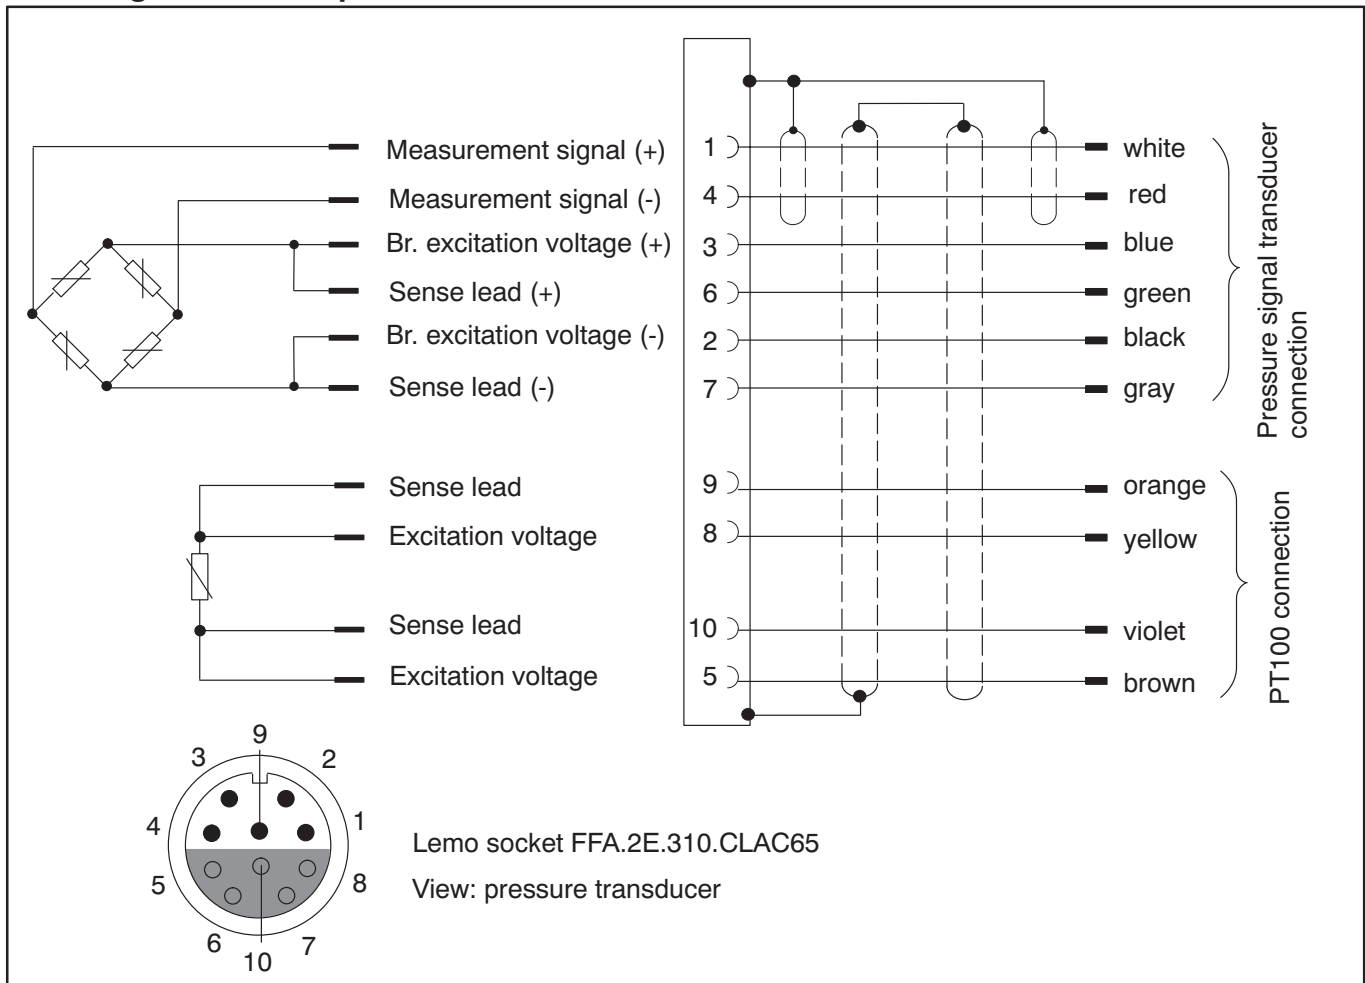 Measurement signal (+) 1 white
Measurement signal (-) 4 red
Br. excitation voltage (+) 3 blue
Sense lead (+) 6 green
Br. excitation voltage (-) 2 black
Sense lead (-) 7 gray
Pressure signal transducer
connection
Sense lead 9 orange
Excitation voltage 8 yellow
Sense lead 10 violet
Excitation voltage 5 brown
PT100 connection
9
3 2
4 1
5 8
6 7
10
Lemo socket FFA.2E.310.CLAC65
View: pressure transducer